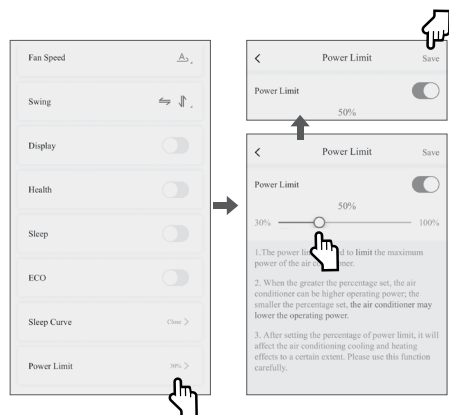 Fan Speed
Swing
Display
Health
Sleep
ECO
Sleep Curve Close >
Power Limit 50% >
< Power Limit Save
Power Limit
50%
< Power Limit Save
Power Limit
50%
30% 100%
1.The power to limit the maximum
power of the air
2. When the greater the percentage set, the air
conditioner can be higher operating power; the
smaller the percentage set, the air conditioner may
lower the operating power.
3. After setting the percentage of power limit, it will
affect the air conditioning cooling and heating
effects to a certain extent. Please use this function
carefully.